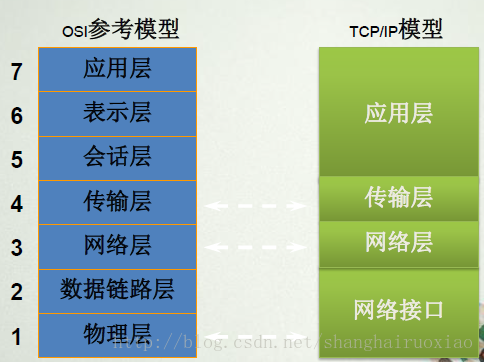 OSI参考模型
TCP/IP模型
7 应用层
6 表示层
5 会话层
4 传输层
3 网络层
2 数据链路层
1 物理层
应用层
传输层
网络层
网络接口
http://blog.csdn.net/shanghairuoxiao